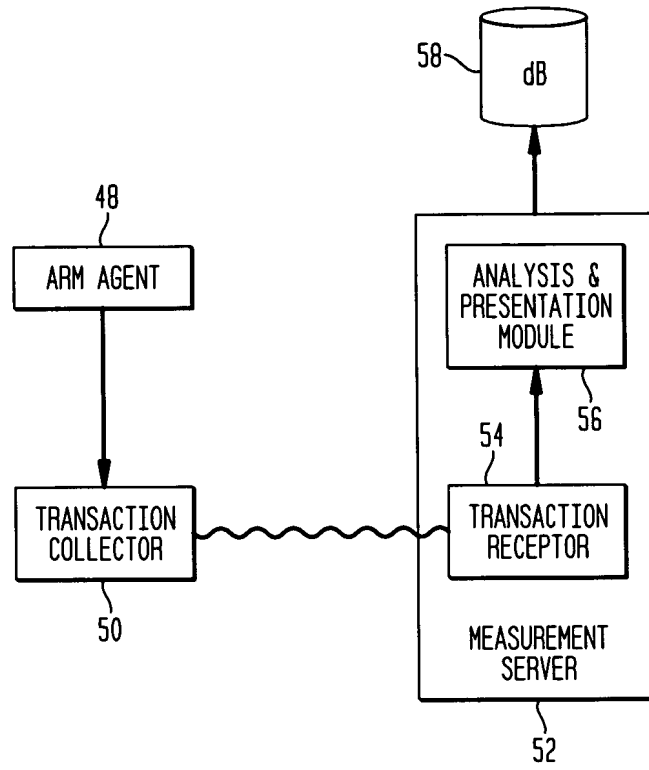 58
dB
48
ARM AGENT
ANALYSIS &
PRESENTATION
MODULE
56
54
TRANSACTION
COLLECTOR
TRANSACTION
RECEPTOR
50
MEASUREMENT
SERVER
52